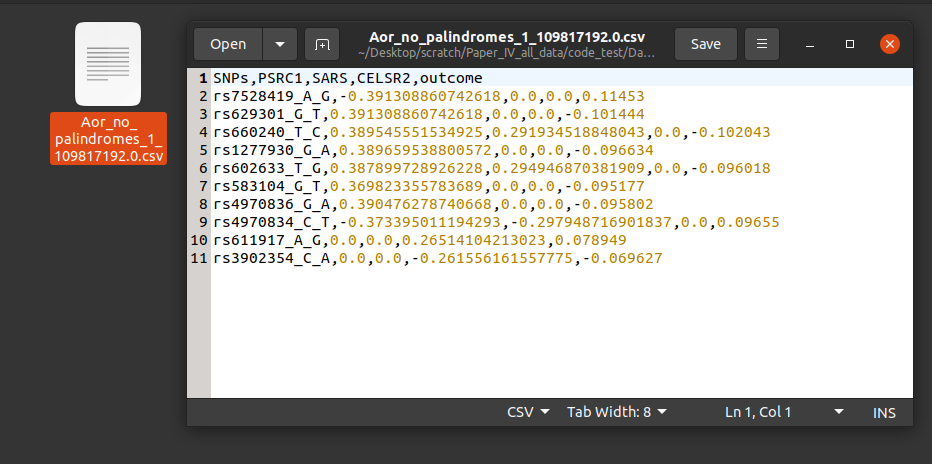 Aor_no_
palindromes_1_
109817192.0.csv
Open
Aor_no_palindromes_1_109817192.0.csv
~/Desktop/scratch/Paper_IV_all_data/code_test/Da…
Save
1 SNPs,PSRC1,SARS,CELSR2,outcome
2 rs7528419_A_G,-0.391308860742618,0.0,0.0,0.11453
3 rs629301_G_T,0.391308860742618,0.0,0.0,-0.101444
4 rs660240_T_C,0.389545551534925,0.291934518848043,0.0,-0.102043
5 rs1277930_G_A,0.389659538800572,0.0,0.0,-0.096634
6 rs602633_T_G,0.387899728926228,0.294946870381909,0.0,-0.096018
7 rs583104_G_T,0.369823355783689,0.0,0.0,-0.095177
8 rs4970836_G_A,0.390476278740668,0.0,0.0,-0.095802
9 rs4970834_C_T,-0.373395011194293,-0.297948716901837,0.0,0.09655
10 rs611917_A_G,0.0,0.0,0.26514104213023,0.078949
11 rs3902354_C_A,0.0,0.0,-0.261556161557775,-0.069627
CSV Tab Width: 8 Ln 1, Col 1 INS